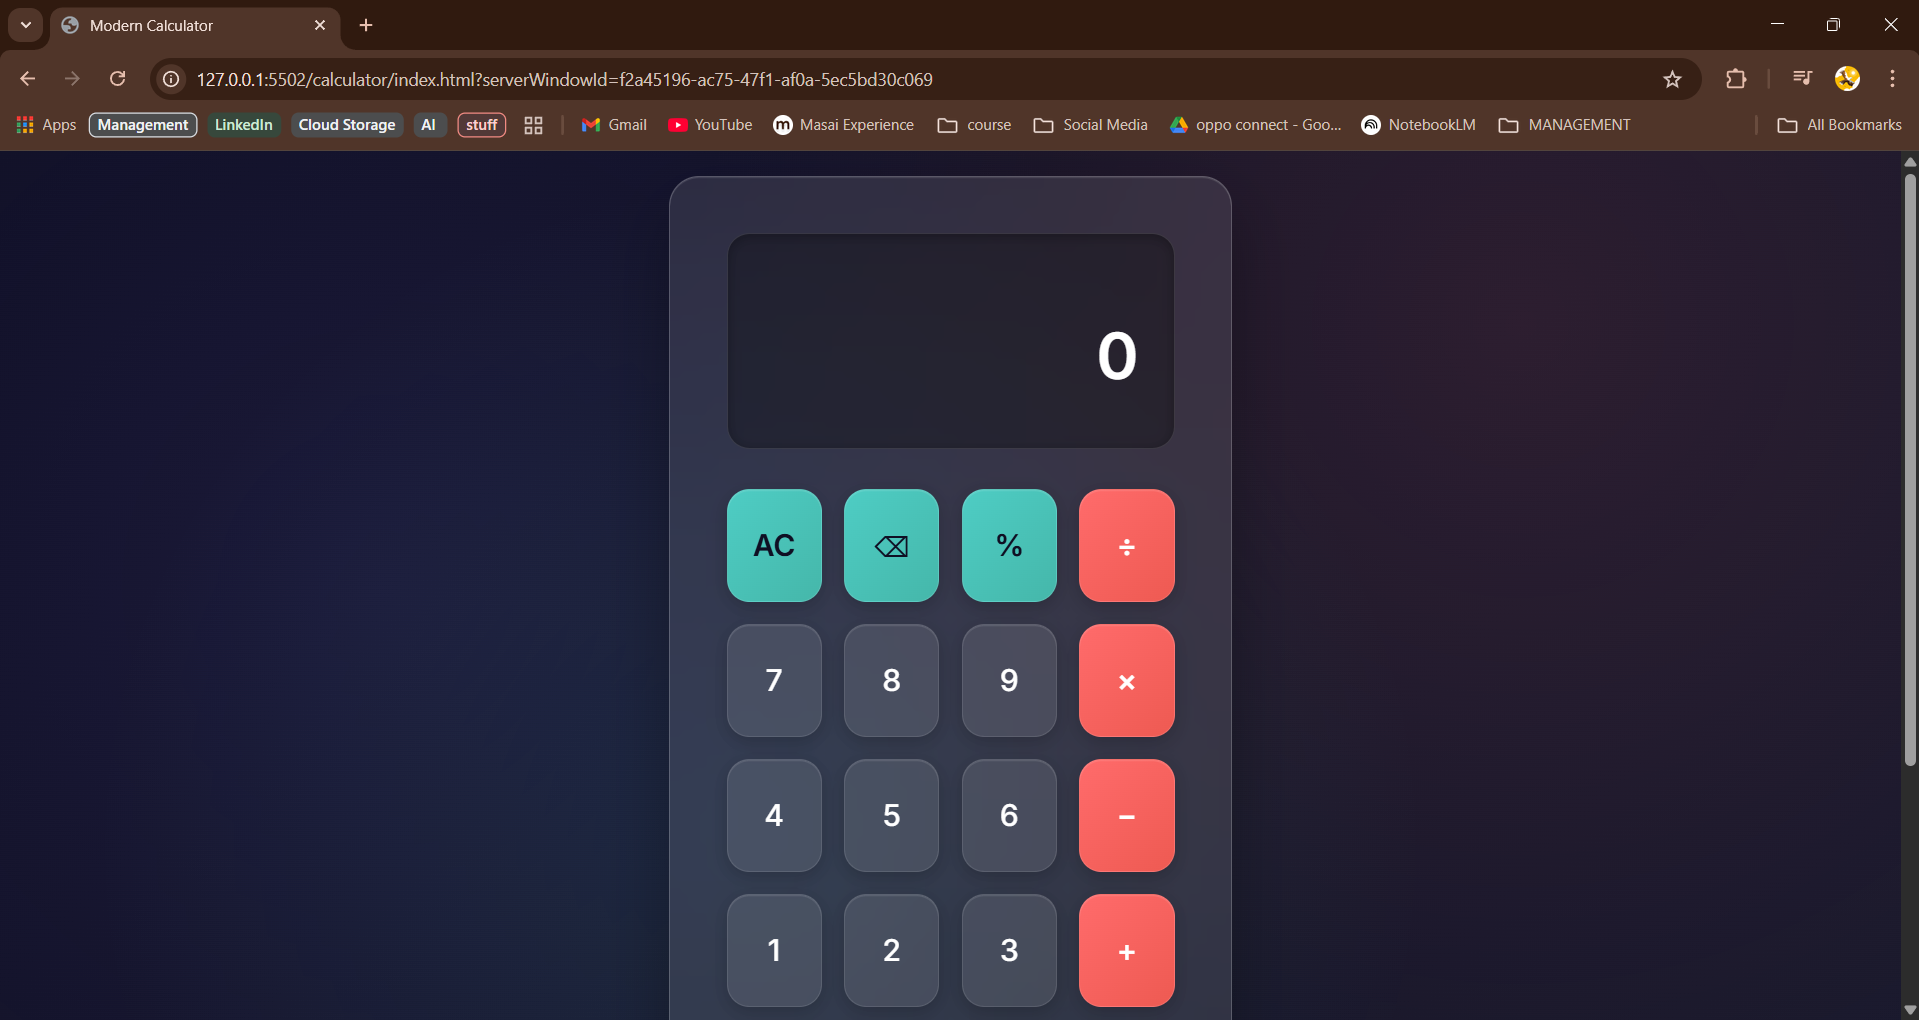 Modern Calculator
127.0.0.1:5502/calculator/index.html?serverWindowId=f2a45196-ac75-47f1-af0a-5ec5bd30c069
Apps Management LinkedIn Cloud Storage AI stuff Gmail YouTube m Masai Experience course Social Media oppo connect - Goo... NotebookLM MANAGEMENT All Bookmarks
0
AC ⌫ % ÷
7 8 9 ×
4 5 6 −
1 2 3 +